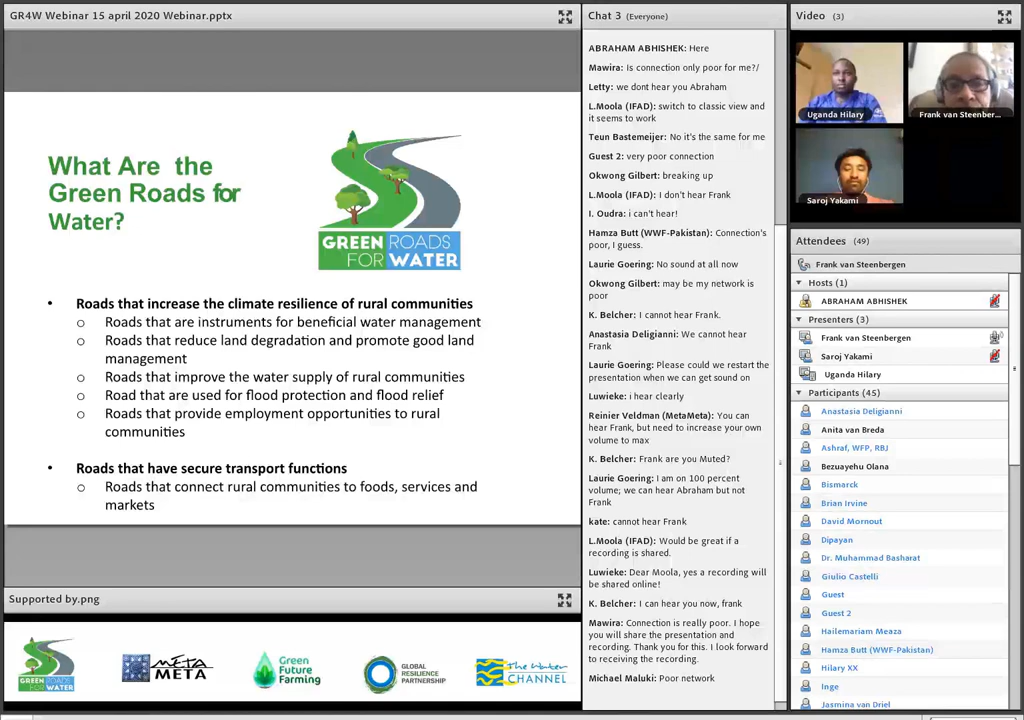 GR4W Webinar 15 april 2020 Webinar.pptx
What Are the
Green Roads for
Water?
GREEN ROADS
FOR WATER
• Roads that increase the climate resilience of rural communities
o Roads that are instruments for beneficial water management
o Roads that reduce land degradation and promote good land
management
o Roads that improve the water supply of rural communities
o Road that are used for flood protection and flood relief
o Roads that provide employment opportunities to rural
communities
• Roads that have secure transport functions
o Roads that connect rural communities to foods, services and
markets
Supported by.png
GREEN ROADS
FOR WATER
META
META
Green
Future
Farming
GLOBAL
RESILIENCE
PARTNERSHIP
The Water
CHANNEL
Chat 3 (Everyone)
ABRAHAM ABHISHEK: Here
Mawira: Is connection only poor for me?/
Letty: we dont hear you Abraham
L.Moola (IFAD): switch to classic view and
it seems to work
Teun Bastemeijer: No it's the same for me
Guest 2: very poor connection
Okwong Gilbert: breaking up
L.Moola (IFAD): I don't hear Frank
I. Oudra: i can't hear!
Hamza Butt (WWF-Pakistan): Connection's
poor, I guess.
Laurie Goering: No sound at all now
Okwong Gilbert: may be my network is
poor
K. Belcher: I cannot hear Frank.
Anastasia Deligianni: We cannot hear
Frank
Laurie Goering: Please could we restart the
presentation when we can get sound on
Luwieke: i hear clearly
Reinier Veldman (MetaMeta): You can
hear Frank, but need to increase your own
volume to max
K. Belcher: Frank are you Muted?
Laurie Goering: I am on 100 percent
volume; we can hear Abraham but not
Frank
kate: cannot hear Frank
L.Moola (IFAD): Would be great if a
recording is shared.
Luwieke: Dear Moola, yes a recording will
be shared online!
K. Belcher: I can hear you now, frank
Mawira: Connection is really poor. I hope
you will share the presentation and
recording. Thank you for this. I look forward
to receiving the recording.
Michael Maluki: Poor network
Video (3)
Uganda Hilary
Frank van Steenber...
Saroj Yakami
Attendees (49)
Frank van Steenbergen
Hosts (1)
ABRAHAM ABHISHEK
Presenters (3)
Frank van Steenbergen
Saroj Yakami
Uganda Hilary
Participants (45)
Anastasia Deligianni
Anita van Breda
Ashraf, WFP, RBJ
Bezuayehu Olana
Bismarck
Brian Irvine
David Mornout
Dipayan
Dr. Muhammad Basharat
Giulio Castelli
Guest
Guest 2
Hailemariam Meaza
Hamza Butt (WWF-Pakistan)
Hilary XX
Inge
Jasmina van Driel